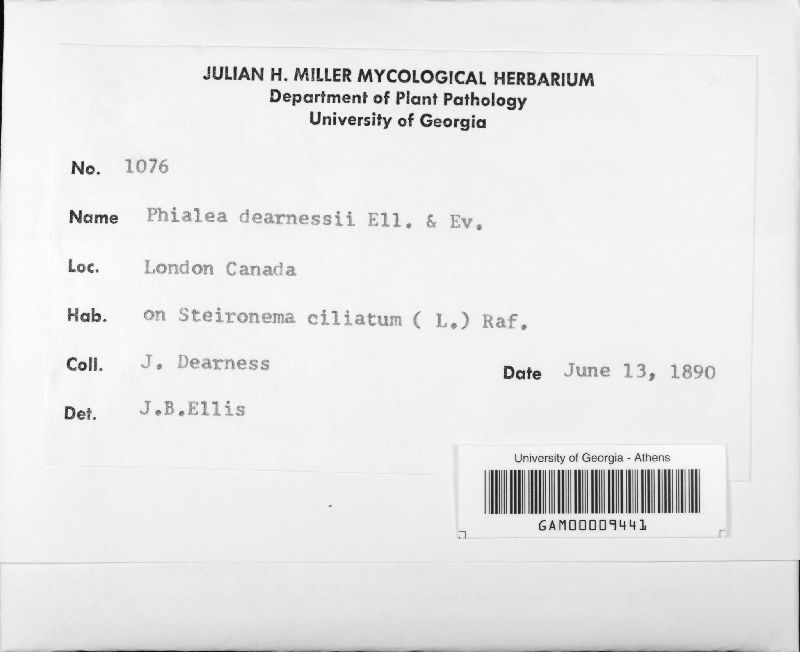 JULIAN H. MILLER MYCOLOGICAL HERBARIUM
Department of Plant Pathology
University of Georgia
No. 1076
Name Phialea dearnessii Ell. & Ev.
Loc. London Canada
Hab. on Steironema ciliatum ( L.) Raf.
Coll. J. Dearness Date June 13, 1890
Det. J.B.Ellis
University of Georgia - Athens
GAM00009441